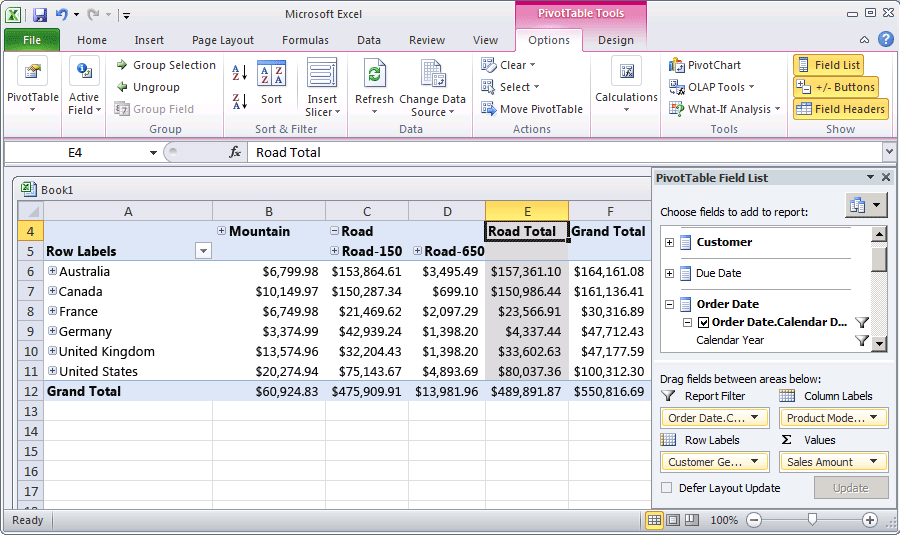 Microsoft Excel
PivotTable Tools
File Home Insert Page Layout Formulas Data Review View Options Design
PivotTable
Active Field
Group Selection
Ungroup
Group Field
Group
Sort
Sort & Filter
Insert Slicer
Refresh
Change Data Source
Data
Clear
Select
Move PivotTable
Actions
Calculations
PivotChart
OLAP Tools
What-If Analysis
Tools
Field List
+/- Buttons
Field Headers
Show
E4 fx Road Total
Book1
A B C D E F
4 Mountain Road Road Total Grand Total
5 Row Labels Road-150 Road-650
6 Australia $6,799.98 $153,864.61 $3,495.49 $157,361.10 $164,161.08
7 Canada $10,149.97 $150,287.34 $699.10 $150,986.44 $161,136.41
8 France $6,749.98 $21,469.62 $2,097.29 $23,566.91 $30,316.89
9 Germany $3,374.99 $42,939.24 $1,398.20 $4,337.44 $47,712.43
10 United Kingdom $13,574.96 $32,204.43 $1,398.20 $33,602.63 $47,177.59
11 United States $20,274.94 $75,143.67 $4,893.69 $80,037.36 $100,312.30
12 Grand Total $60,924.83 $475,909.91 $13,981.96 $489,891.87 $550,816.69
13
14
15
16
17
PivotTable Field List
Choose fields to add to report:
Customer
Due Date
Order Date
Order Date.Calendar D...
Calendar Year
Drag fields between areas below:
Report Filter Column Labels
Order Date.C... Product Mode...
Row Labels Σ Values
Customer Ge... Sales Amount
Defer Layout Update Update
Ready 100%